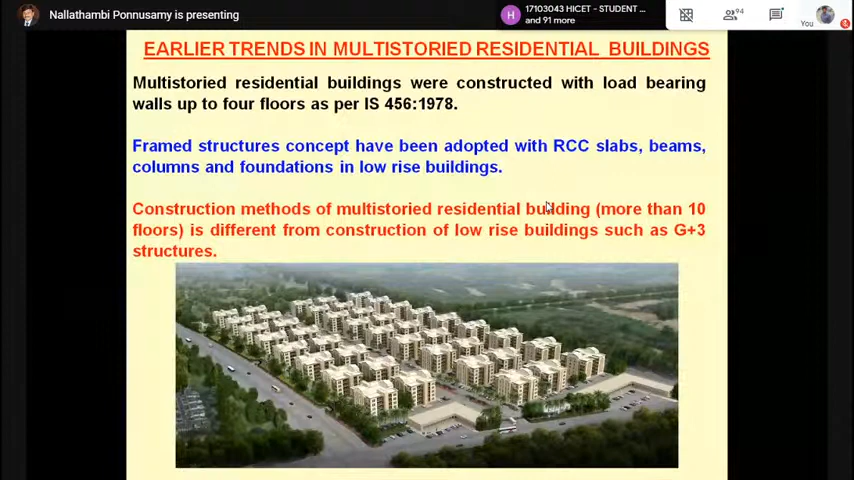 Nallathambi Ponnusamy is presenting
17103043 HICET - STUDENT ...
and 91 more
H
94
You
EARLIER TRENDS IN MULTISTORIED RESIDENTIAL BUILDINGS
Multistoried residential buildings were constructed with load bearing
walls up to four floors as per IS 456:1978.
Framed structures concept have been adopted with RCC slabs, beams,
columns and foundations in low rise buildings.
Construction methods of multistoried residential building (more than 10
floors) is different from construction of low rise buildings such as G+3
structures.